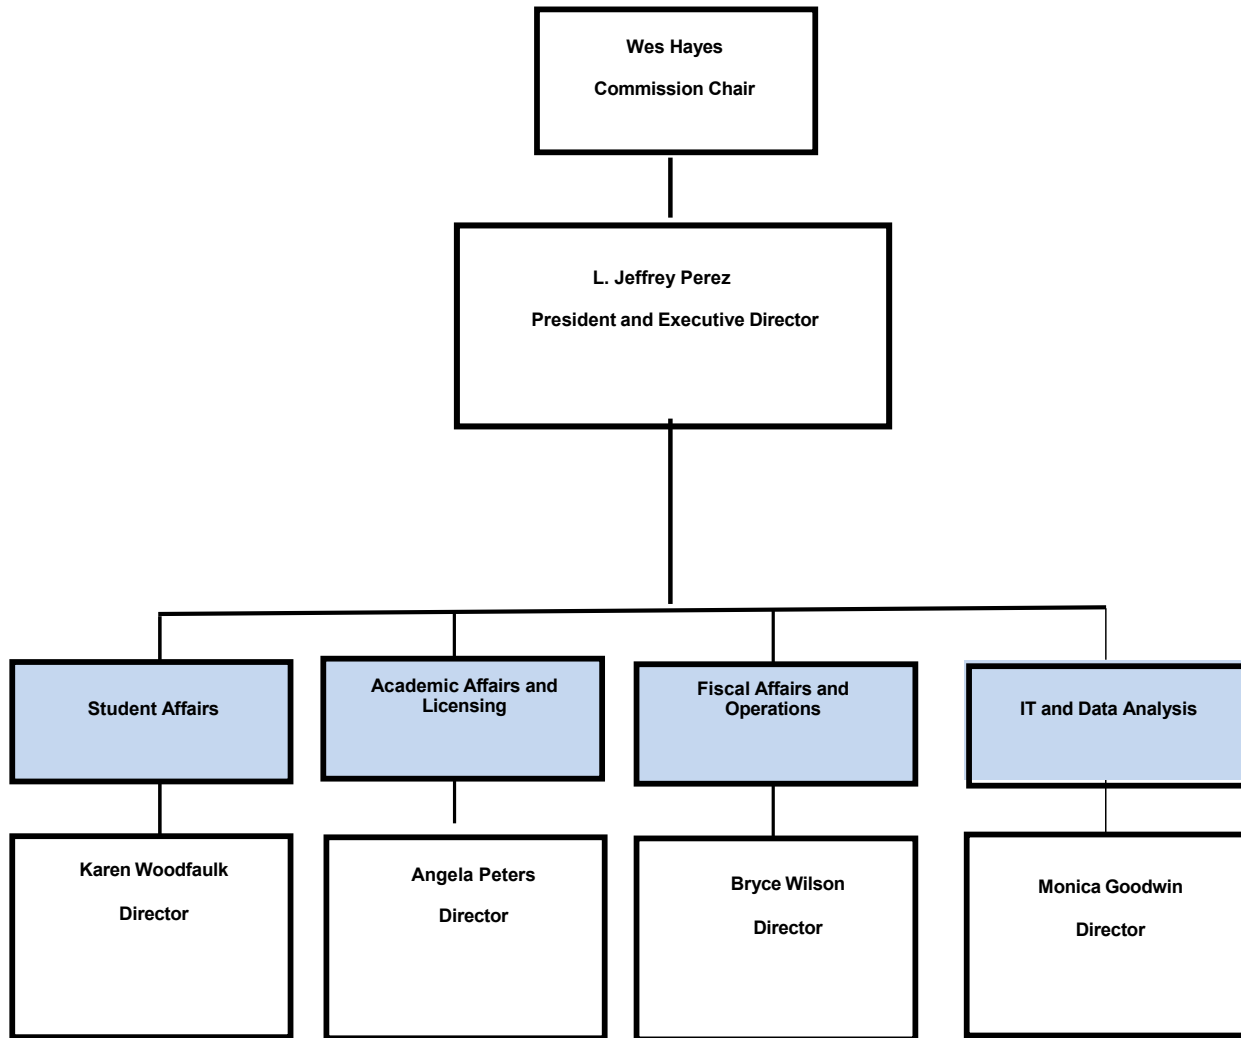 Wes Hayes
Commission Chair
L. Jeffrey Perez
President and Executive Director
Student Affairs
Academic Affairs and
Licensing
Fiscal Affairs and
Operations
IT and Data Analysis
Karen Woodfaulk
Director
Angela Peters
Director
Bryce Wilson
Director
Monica Goodwin
Director